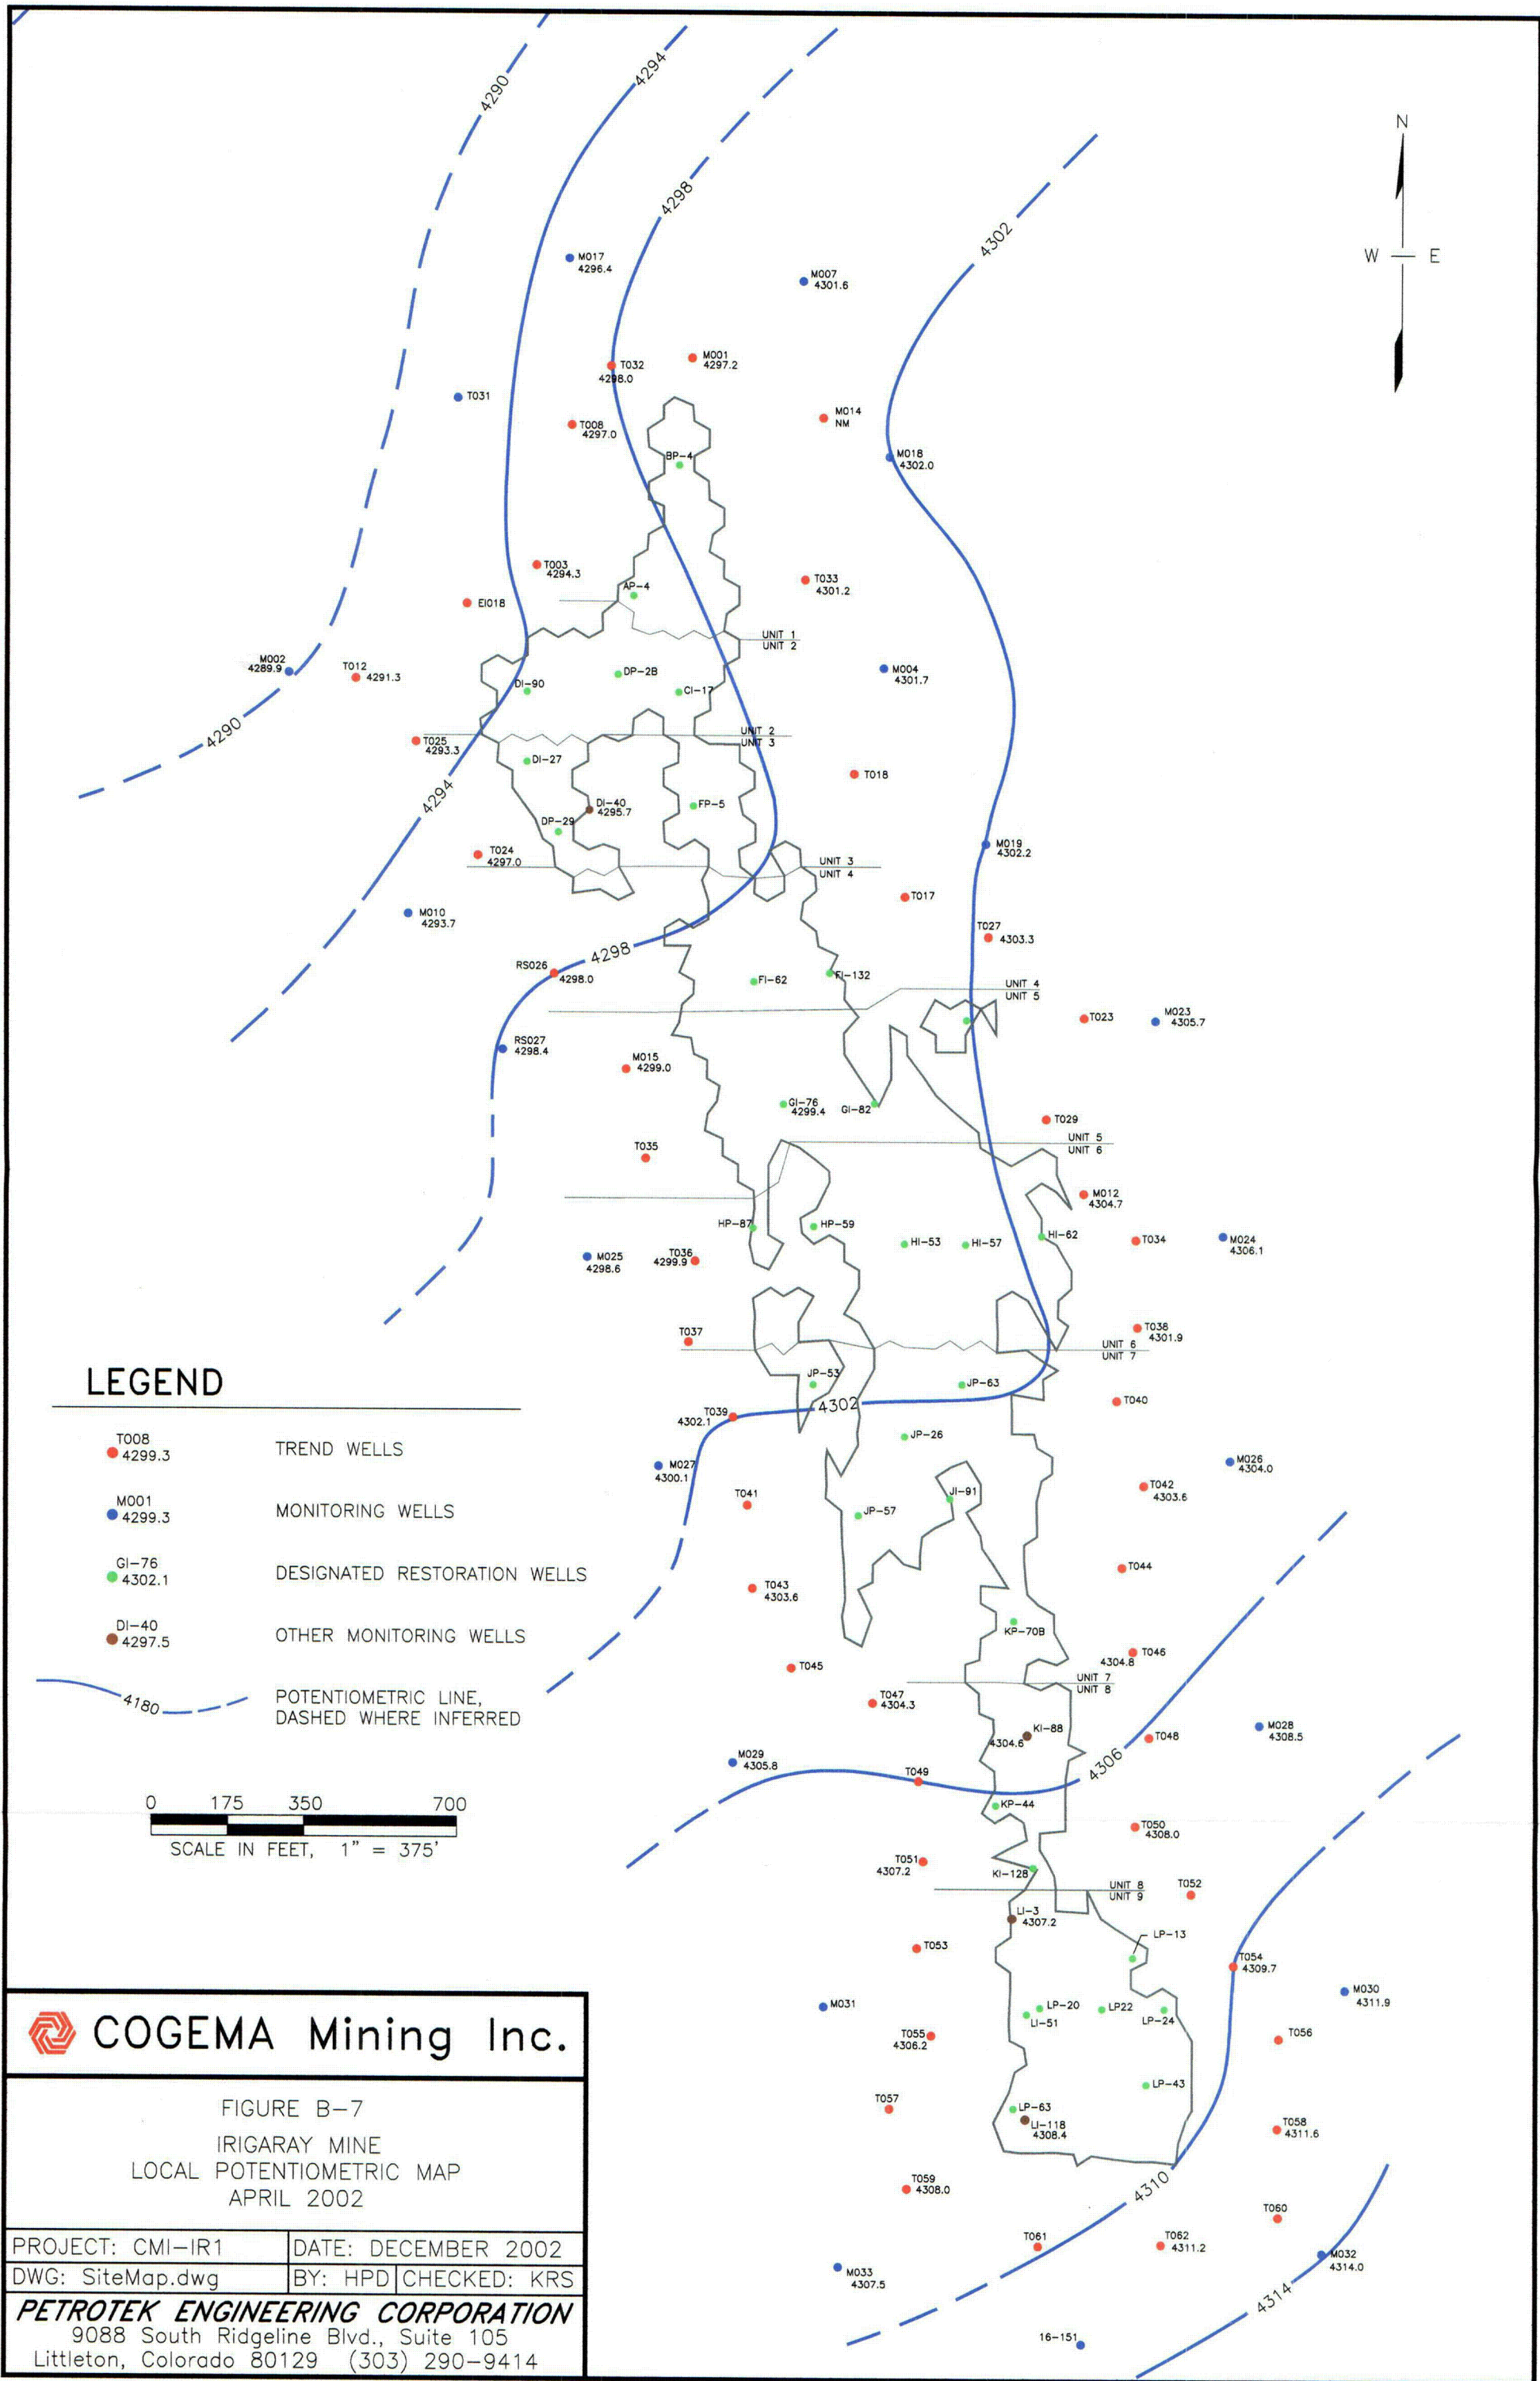 4290
4294
4298
4302
N
W
E
M017
4296.4
M007
4301.6
T032
4298.0
M001
4297.2
T031
T008
4297.0
M014
NM
M018
4302.0
BP-4
T003
4294.3
EI018
AP-4
T033
4301.2
UNIT 1
UNIT 2
M002
4289.9
T012
4291.3
DP-2B
DI-90
CI-17
M004
4301.7
4290
T025
4293.3
UNIT 2
UNIT 3
DI-27
T018
4294
DI-40
4295.7
FP-5
DP-29
T024
4297.0
M019
4302.2
UNIT 3
UNIT 4
T017
M010
4293.7
T027
4303.3
4298
RS026
4298.0
FI-62
FI-132
UNIT 4
UNIT 5
T023
M023
4305.7
RS027
4298.4
M015
4299.0
GI-76
4299.4
GI-82
T029
T035
UNIT 5
UNIT 6
M012
4304.7
HP-87
HP-59
HI-53
HI-57
HI-62
T034
M024
4306.1
M025
4298.6
T036
4299.9
T037
T038
4301.9
UNIT 6
UNIT 7
JP-53
JP-63
T039
4302.1
4302
T040
JP-26
M027
4300.1
M026
4304.0
T041
JI-91
T042
4303.6
JP-57
T043
4303.6
T044
KP-70B
T045
4304.8
T046
UNIT 7
UNIT 8
T047
4304.3
KI-88
4304.6
T048
M028
4308.5
M029
4305.8
T049
4306
KP-44
T050
4308.0
T051
4307.2
KI-128
UNIT 8
UNIT 9
T052
LI-3
4307.2
T053
LP-13
T054
4309.7
M031
LP-20
LI-51
LP22
LP-24
M030
4311.9
T055
4306.2
T056
LP-43
T057
LP-63
LI-118
4308.4
T058
4311.6
T059
4308.0
4310
T060
T061
T062
4311.2
M033
4307.5
M032
4314.0
4314
16-151
LEGEND
T008
4299.3
TREND WELLS
M001
4299.3
MONITORING WELLS
GI-76
4302.1
DESIGNATED RESTORATION WELLS
DI-40
4297.5
OTHER MONITORING WELLS
4180
POTENTIOMETRIC LINE,
DASHED WHERE INFERRED
0 175 350 700
SCALE IN FEET, 1" = 375'
COGEMA Mining Inc.
FIGURE B-7
IRIGARAY MINE
LOCAL POTENTIOMETRIC MAP
APRIL 2002
PROJECT: CMI-IR1
DATE: DECEMBER 2002
DWG: SiteMap.dwg
BY: HPD
CHECKED: KRS
PETROTEK ENGINEERING CORPORATION
9088 South Ridgeline Blvd., Suite 105
Littleton, Colorado 80129 (303) 290-9414